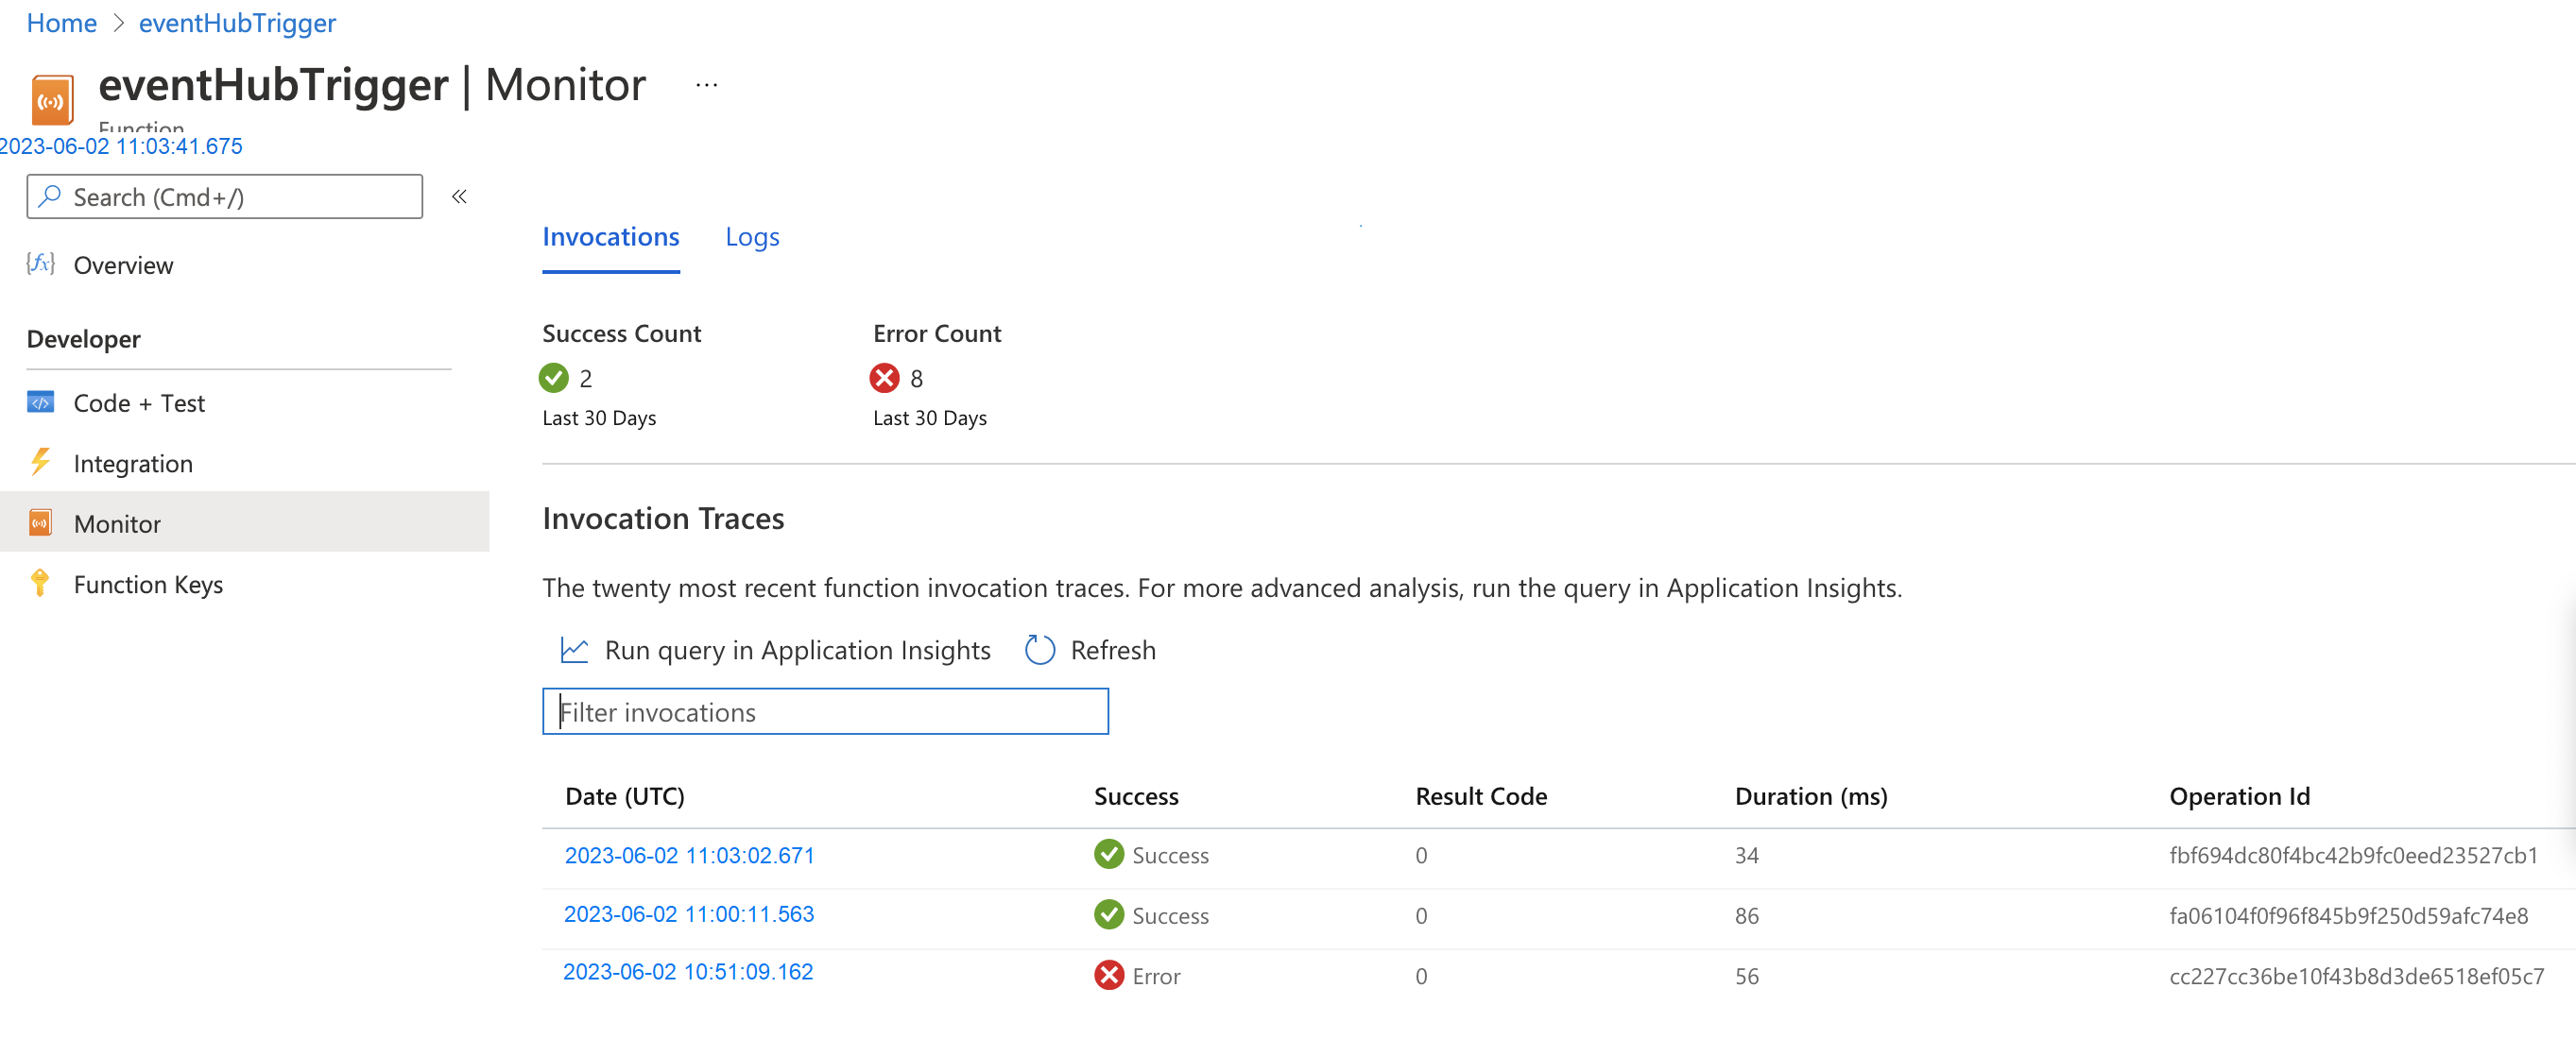 Home > eventHubTrigger
eventHubTrigger | Monitor ...
Function
2023-06-02 11:03:41.675
Search (Cmd+/) «
Overview
Developer
Code + Test
Integration
Monitor
Function Keys
Invocations Logs
Success Count Error Count
2 8
Last 30 Days Last 30 Days
Invocation Traces
The twenty most recent function invocation traces. For more advanced analysis, run the query in Application Insights.
Run query in Application Insights Refresh
Filter invocations
Date (UTC) Success Result Code Duration (ms) Operation Id
2023-06-02 11:03:02.671 Success 0 34 fbf694dc80f4bc42b9fc0eed23527cb1
2023-06-02 11:00:11.563 Success 0 86 fa06104f0f96f845b9f250d59afc74e8
2023-06-02 10:51:09.162 Error 0 56 cc227cc36be10f43b8d3de6518ef05c7